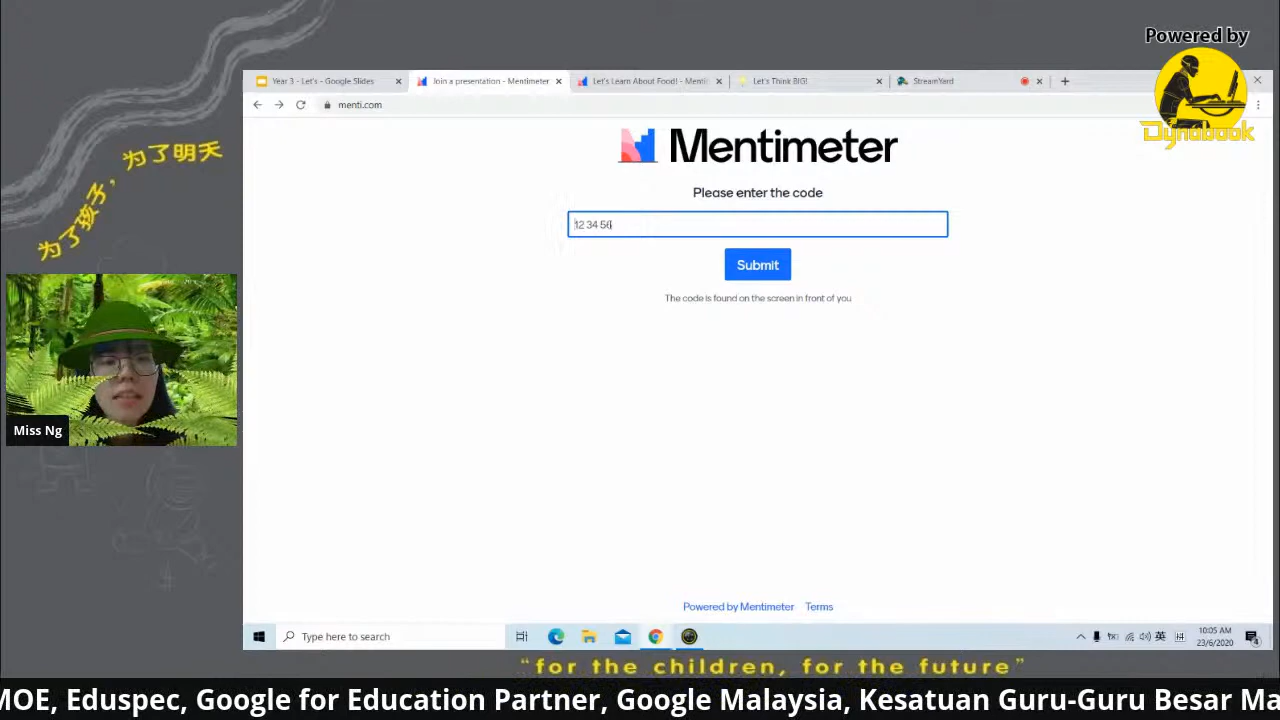 Powered by
Dynabook
Year 3 - Let's - Google Slides
Join a presentation - Mentimeter
Let's Learn About Food! - Menti
Let's Think BIG!
StreamYard
menti.com
为了孩子，为了明天
Mentimeter
Please enter the code
12 34 56
Submit
The code is found on the screen in front of you
Miss Ng
Powered by Mentimeter Terms
Type here to search
英
10:05 AM
23/6/2020
4
"for the children, for the future"
MOE, Eduspec, Google for Education Partner, Google Malaysia, Kesatuan Guru-Guru Besar Ma